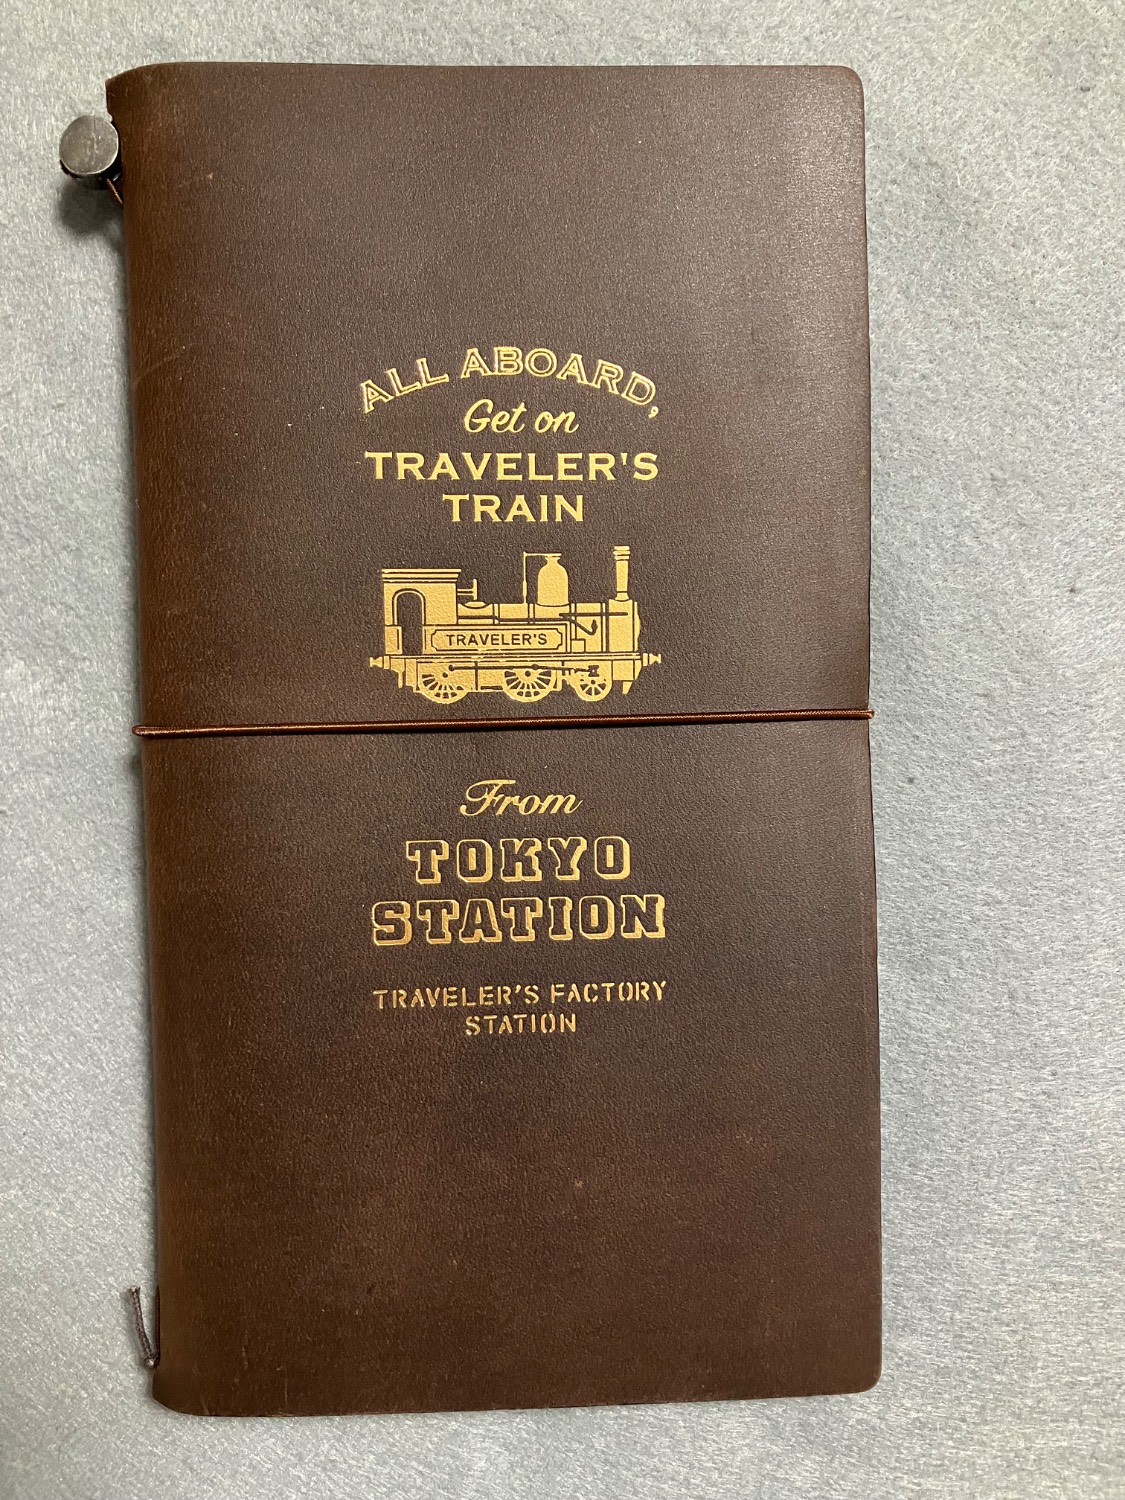 ALL ABOARD,
Get on
TRAVELER'S
TRAIN
TRAVELER'S
From
TOKYO
STATION
TRAVELER'S FACTORY
STATION